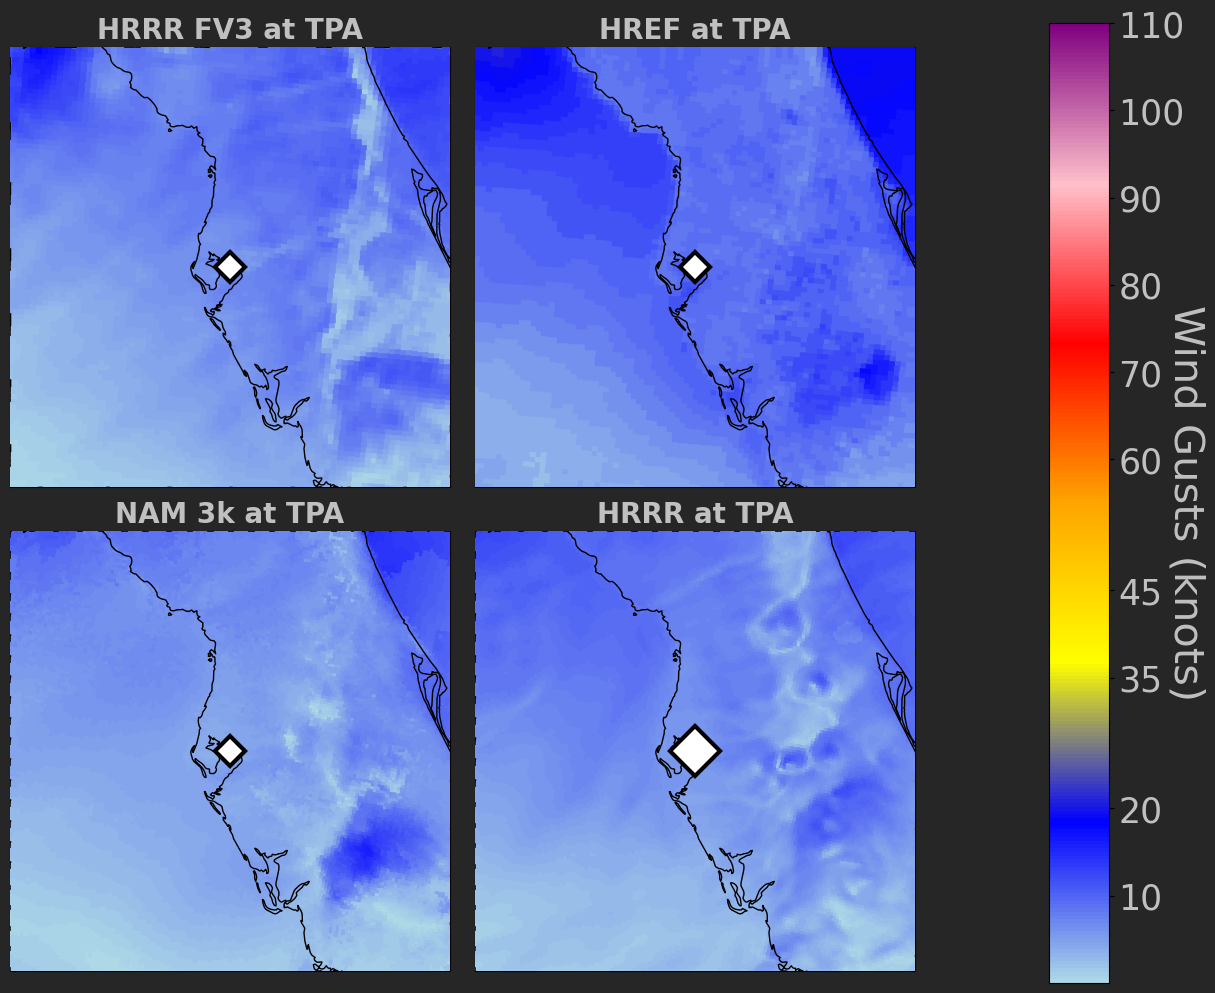 HRRR FV3 at TPA
HREF at TPA
NAM 3k at TPA
HRRR at TPA
110
100
90
80
70
60
45
35
20
10
Wind Gusts (knots)